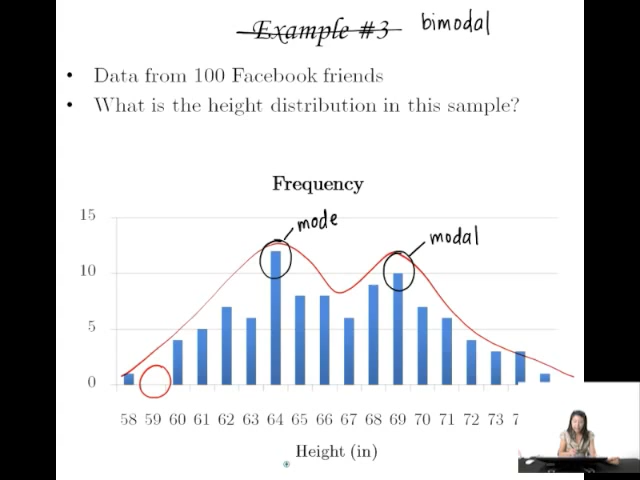 Example #3 bimodal
• Data from 100 Facebook friends
• What is the height distribution in this sample?
Frequency
mode
modal
15
10
5
0
58 59 60 61 62 63 64 65 66 67 68 69 70 71 72 73 7
Height (in)